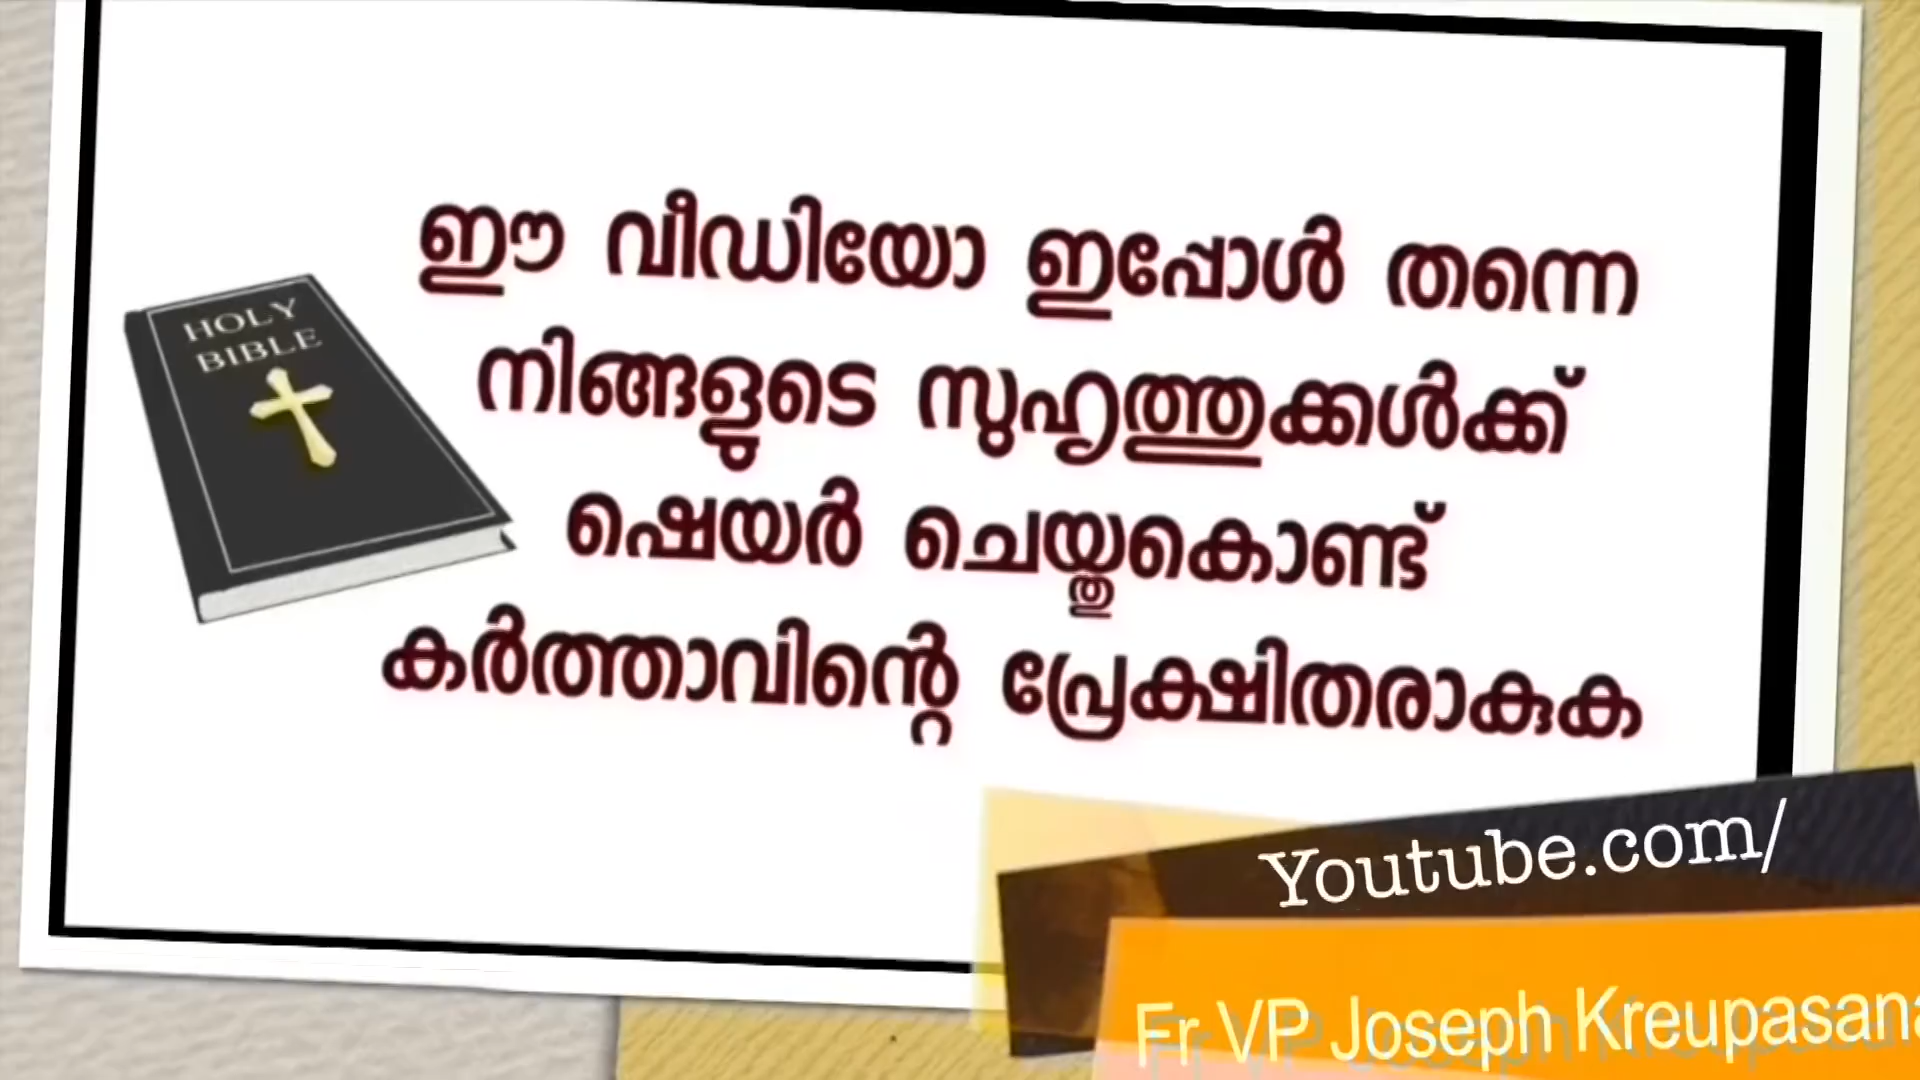 HOLY
BIBLE
ഈ വീഡിയോ ഇപ്പോൾ തന്നെ
നിങ്ങളുടെ സുഹൃത്തുക്കൾക്ക്
ഷെയർ ചെയ്തുകൊണ്ട്
കർത്താവിന്റെ പ്രേക്ഷിതരാകുക
Youtube.com/
Fr VP Joseph Kreupasana